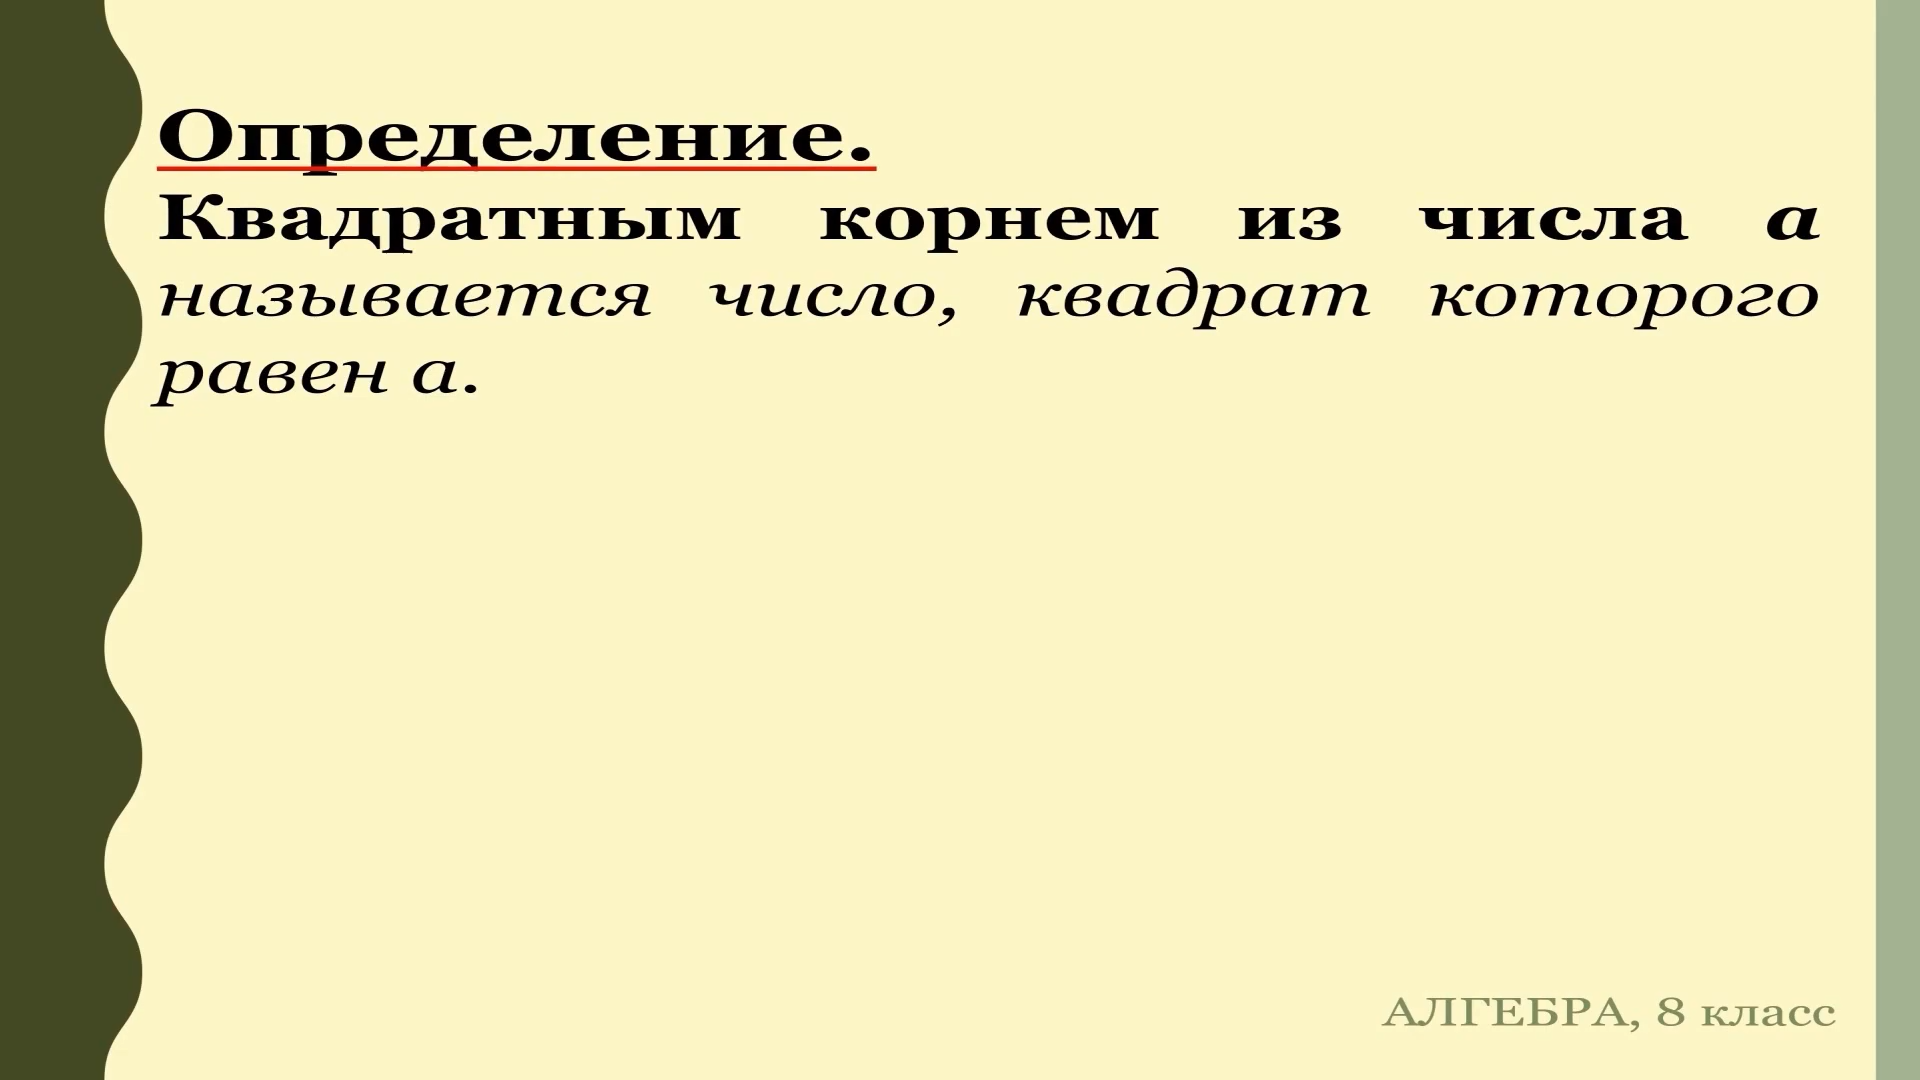 Определение.
Квадратным корнем из числа а
называется число, квадрат которого
равен а.
АЛГЕБРА, 8 класс